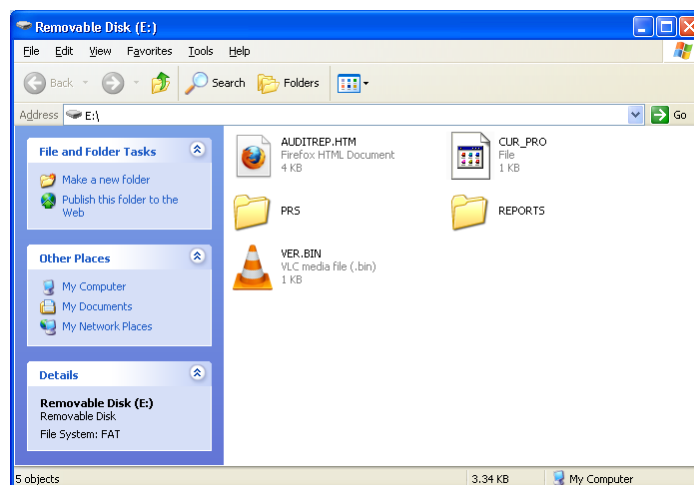 Removable Disk (E:)
File Edit View Favorites Tools Help
Back Search Folders
Address E:\ Go
File and Folder Tasks
Make a new folder
Publish this folder to the
Web
Other Places
My Computer
My Documents
My Network Places
Details
Removable Disk (E:)
Removable Disk
File System: FAT
AUDITREP.HTM
Firefox HTML Document
4 KB
CUR_PRO
File
1 KB
PRS
REPORTS
VER.BIN
VLC media file (.bin)
1 KB
5 objects 3.34 KB My Computer